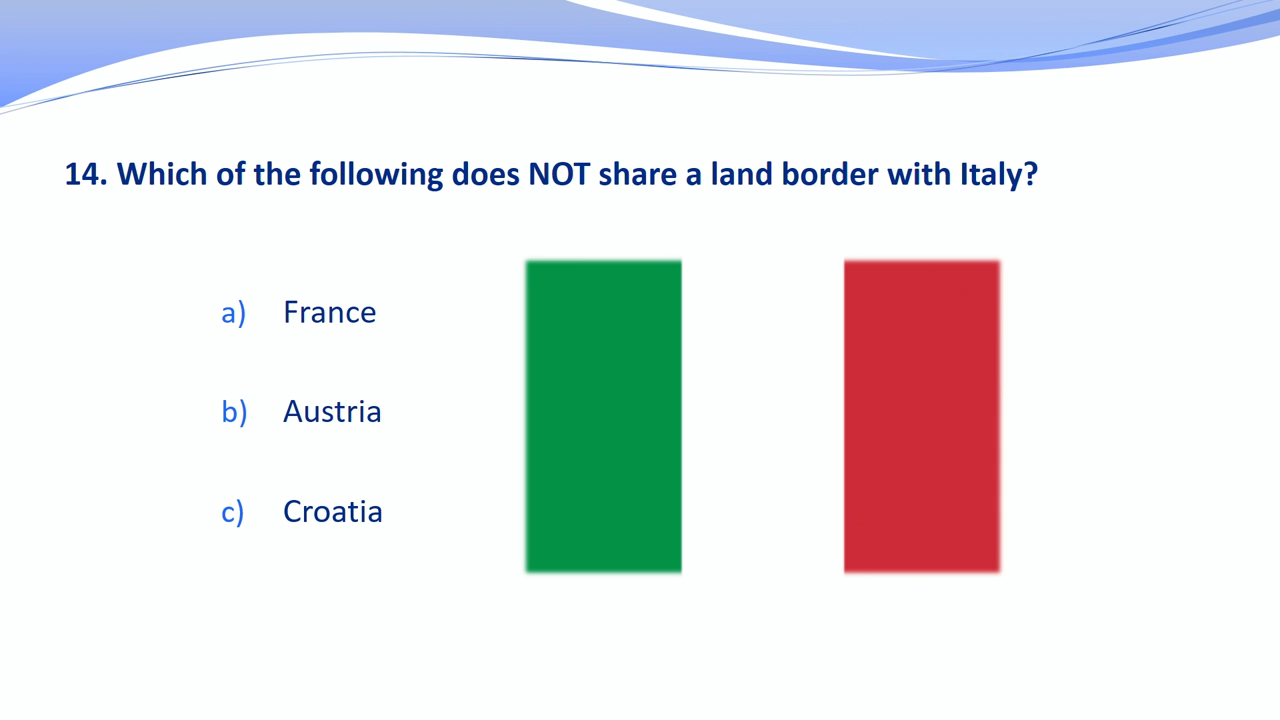 14. Which of the following does NOT share a land border with Italy?
a) France
b) Austria
c) Croatia